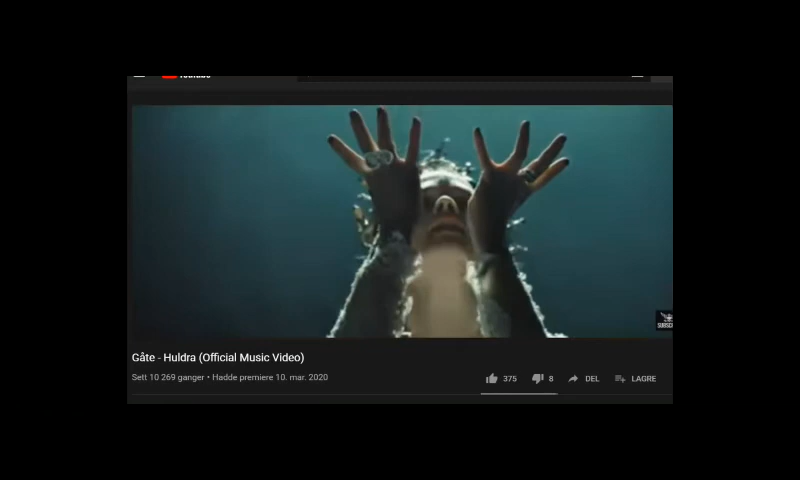 Gåte - Huldra (Official Music Video)
Sett 10 269 ganger • Hadde premiere 10. mar. 2020
375 8 DEL LAGRE